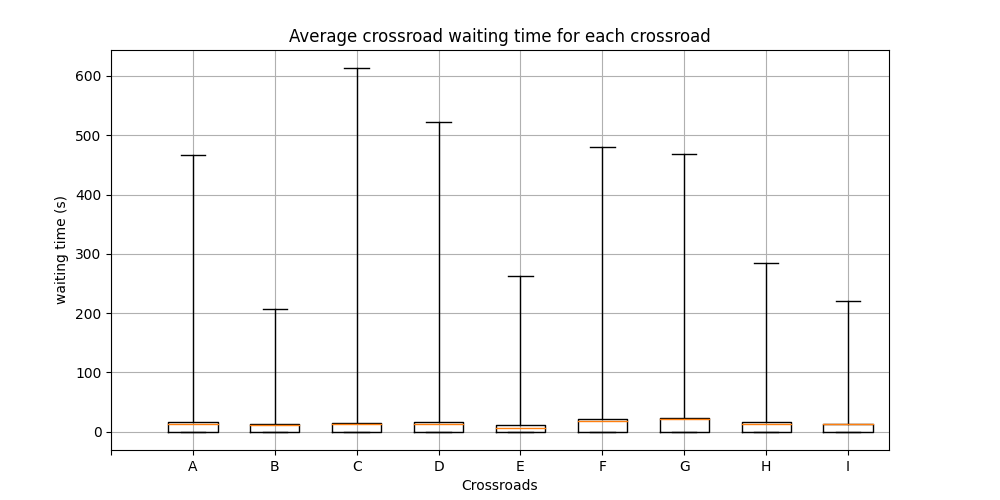 Average crossroad waiting time for each crossroad
600
500
400
300
200
100
0
waiting time (s)
A B C D E F G H I
Crossroads